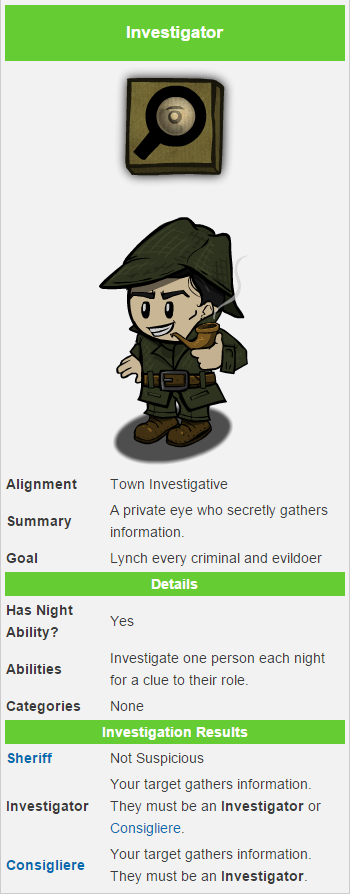 Investigator
Alignment Town Investigative
Summary A private eye who secretly gathers
information.
Goal Lynch every criminal and evildoer
Details
Has Night
Ability? Yes
Abilities Investigate one person each night
for a clue to their role.
Categories None
Investigation Results
Sheriff Not Suspicious
Investigator Your target gathers information.
They must be an Investigator or
Consigliere.
Consigliere Your target gathers information.
They must be an Investigator.